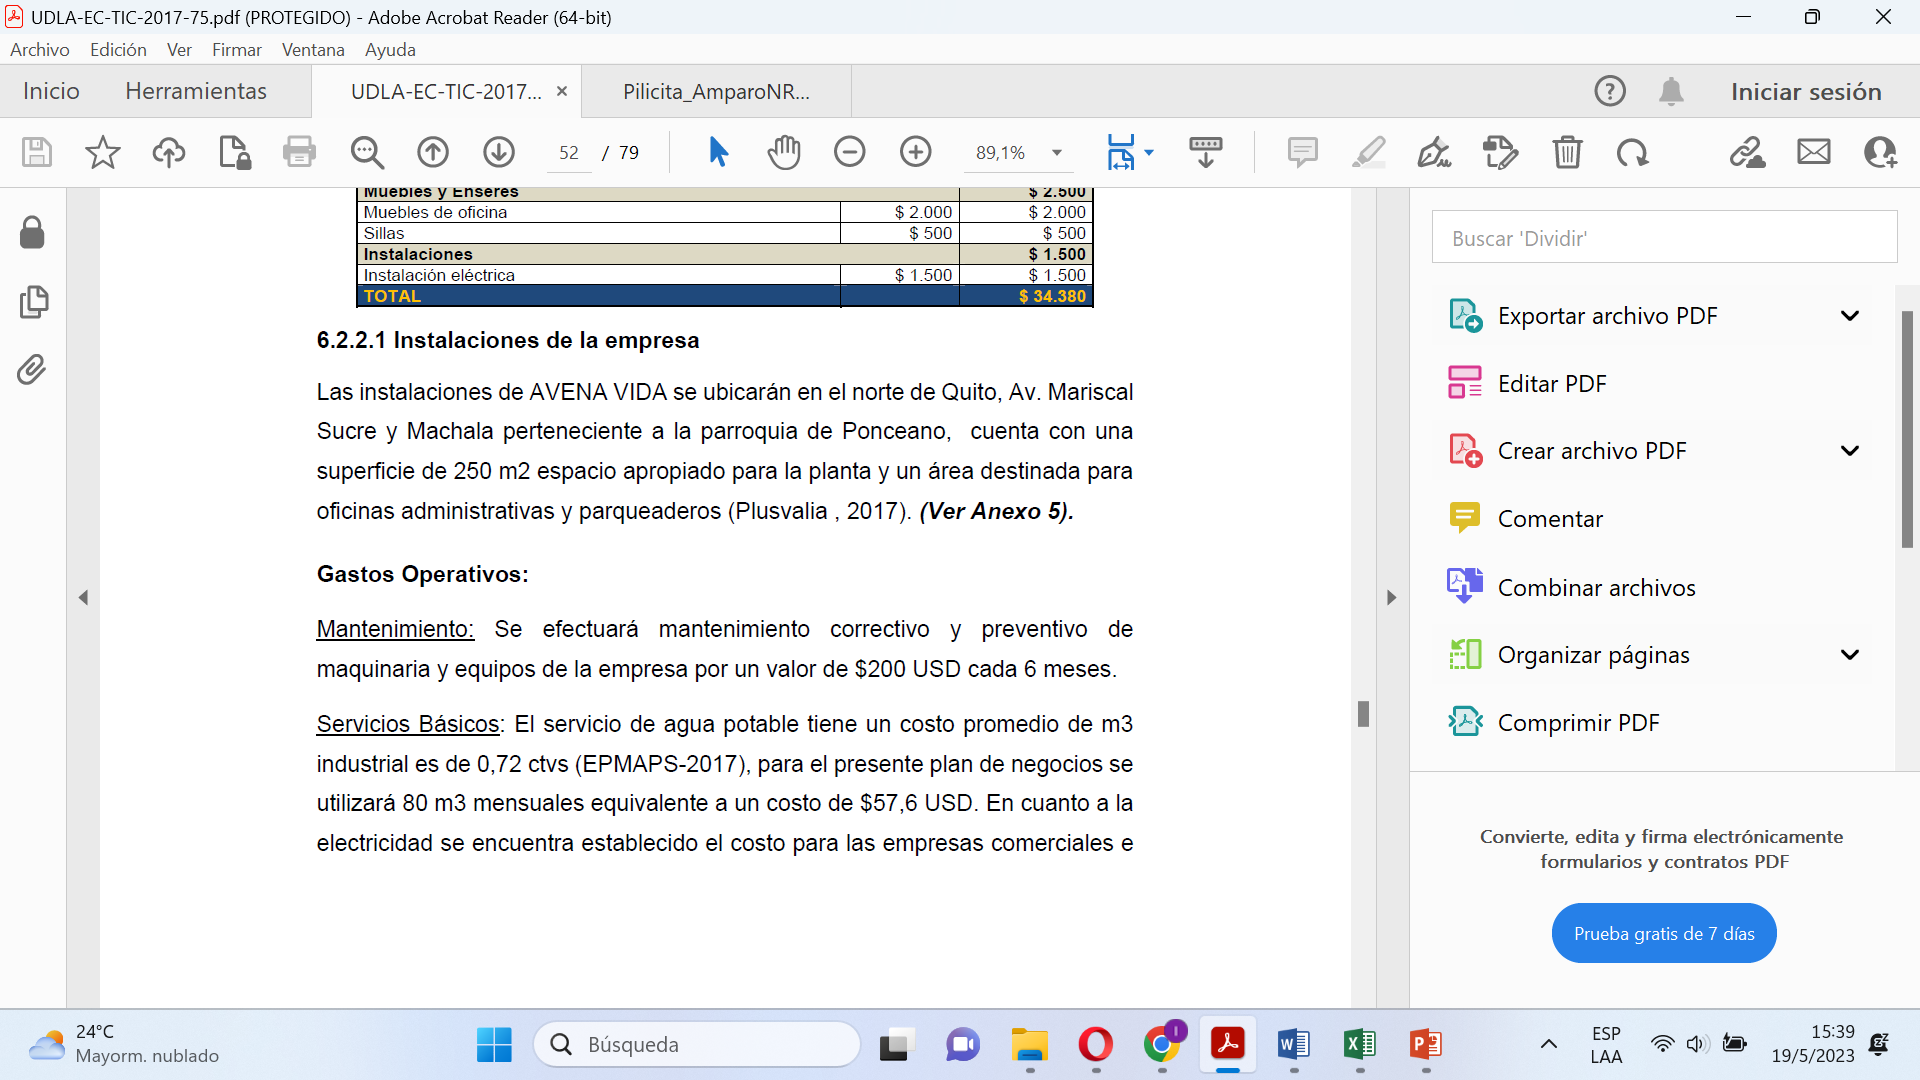 UDLA-EC-TIC-2017-75.pdf (PROTEGIDO) - Adobe Acrobat Reader (64-bit)
Archivo Edición Ver Firmar Ventana Ayuda
Inicio Herramientas UDLA-EC-TIC-2017... × Pilicita_AmparoNR... Iniciar sesión
52 / 79 89,1%
Muebles y Enseres $ 2.500
Muebles de oficina $ 2.000 $ 2.000
Sillas $ 500 $ 500
Instalaciones $ 1.500
Instalación eléctrica $ 1.500 $ 1.500
TOTAL $ 34.380
6.2.2.1 Instalaciones de la empresa
Las instalaciones de AVENA VIDA se ubicarán en el norte de Quito, Av. Mariscal
Sucre y Machala perteneciente a la parroquia de Ponceano, cuenta con una
superficie de 250 m2 espacio apropiado para la planta y un área destinada para
oficinas administrativas y parqueaderos (Plusvalia , 2017). (Ver Anexo 5).
Gastos Operativos:
Mantenimiento: Se efectuará mantenimiento correctivo y preventivo de
maquinaria y equipos de la empresa por un valor de $200 USD cada 6 meses.
Servicios Básicos: El servicio de agua potable tiene un costo promedio de m3
industrial es de 0,72 ctvs (EPMAPS-2017), para el presente plan de negocios se
utilizará 80 m3 mensuales equivalente a un costo de $57,6 USD. En cuanto a la
electricidad se encuentra establecido el costo para las empresas comerciales e
Buscar 'Dividir'
Exportar archivo PDF
Editar PDF
Crear archivo PDF
Comentar
Combinar archivos
Organizar páginas
Comprimir PDF
Convierte, edita y firma electrónicamente
formularios y contratos PDF
Prueba gratis de 7 días
24°C
Mayorm. nublado
Búsqueda
ESP
LAA
15:39
19/5/2023